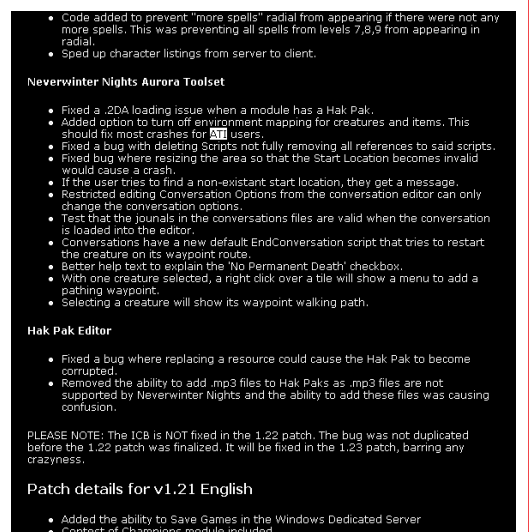 • Code added to prevent "more spells" radial from appearing if there were not any
more spells. This was preventing all spells from levels 7,8,9 from appearing in
radial.
• Sped up character listings from server to client.
Neverwinter Nights Aurora Toolset
• Fixed a .2DA loading issue when a module has a Hak Pak.
• Added option to turn off environment mapping for creatures and items. This
should fix most crashes for ATI users.
• Fixed a bug with deleting Scripts not fully removing all references to said scripts.
• Fixed bug where resizing the area so that the Start Location becomes invalid
would cause a crash.
• If the user tries to find a non-existant start location, they get a message.
• Restricted editing Conversation Options from the conversation editor can only
change the conversation options.
• Test that the jounals in the conversations files are valid when the conversation
is loaded into the editor.
• Conversations have a new default EndConversation script that tries to restart
the creature on its waypoint route.
• Better help text to explain the 'No Permanent Death' checkbox.
• With one creature selected, a right click over a tile will show a menu to add a
pathing waypoint.
• Selecting a creature will show its waypoint walking path.
Hak Pak Editor
• Fixed a bug where replacing a resource could cause the Hak Pak to become
corrupted.
• Removed the ability to add .mp3 files to Hak Paks as .mp3 files are not
supported by Neverwinter Nights and the ability to add these files was causing
confusion.
PLEASE NOTE: The ICB is NOT fixed in the 1.22 patch. The bug was not duplicated
before the 1.22 patch was finalized. It will be fixed in the 1.23 patch, barring any
crazyness.
Patch details for v1.21 English
• Added the ability to Save Games in the Windows Dedicated Server
• Contest of Champions module included